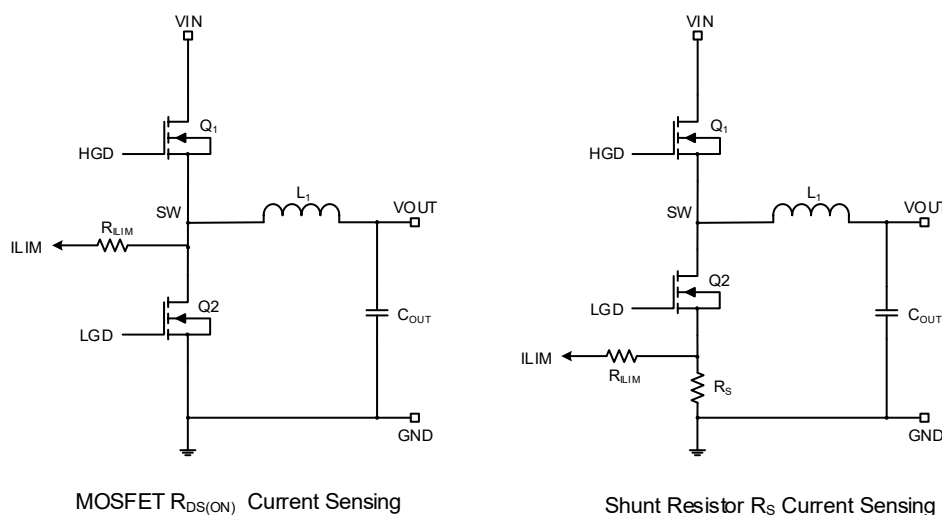 VIN
Q1
HGD
L1
SW
VOUT
RILIM
ILIM
Q2
LGD
COUT
GND
MOSFET RDS(ON) Current Sensing
VIN
Q1
HGD
L1
SW
VOUT
Q2
LGD
COUT
ILIM
RILIM
RS
GND
Shunt Resistor RS Current Sensing